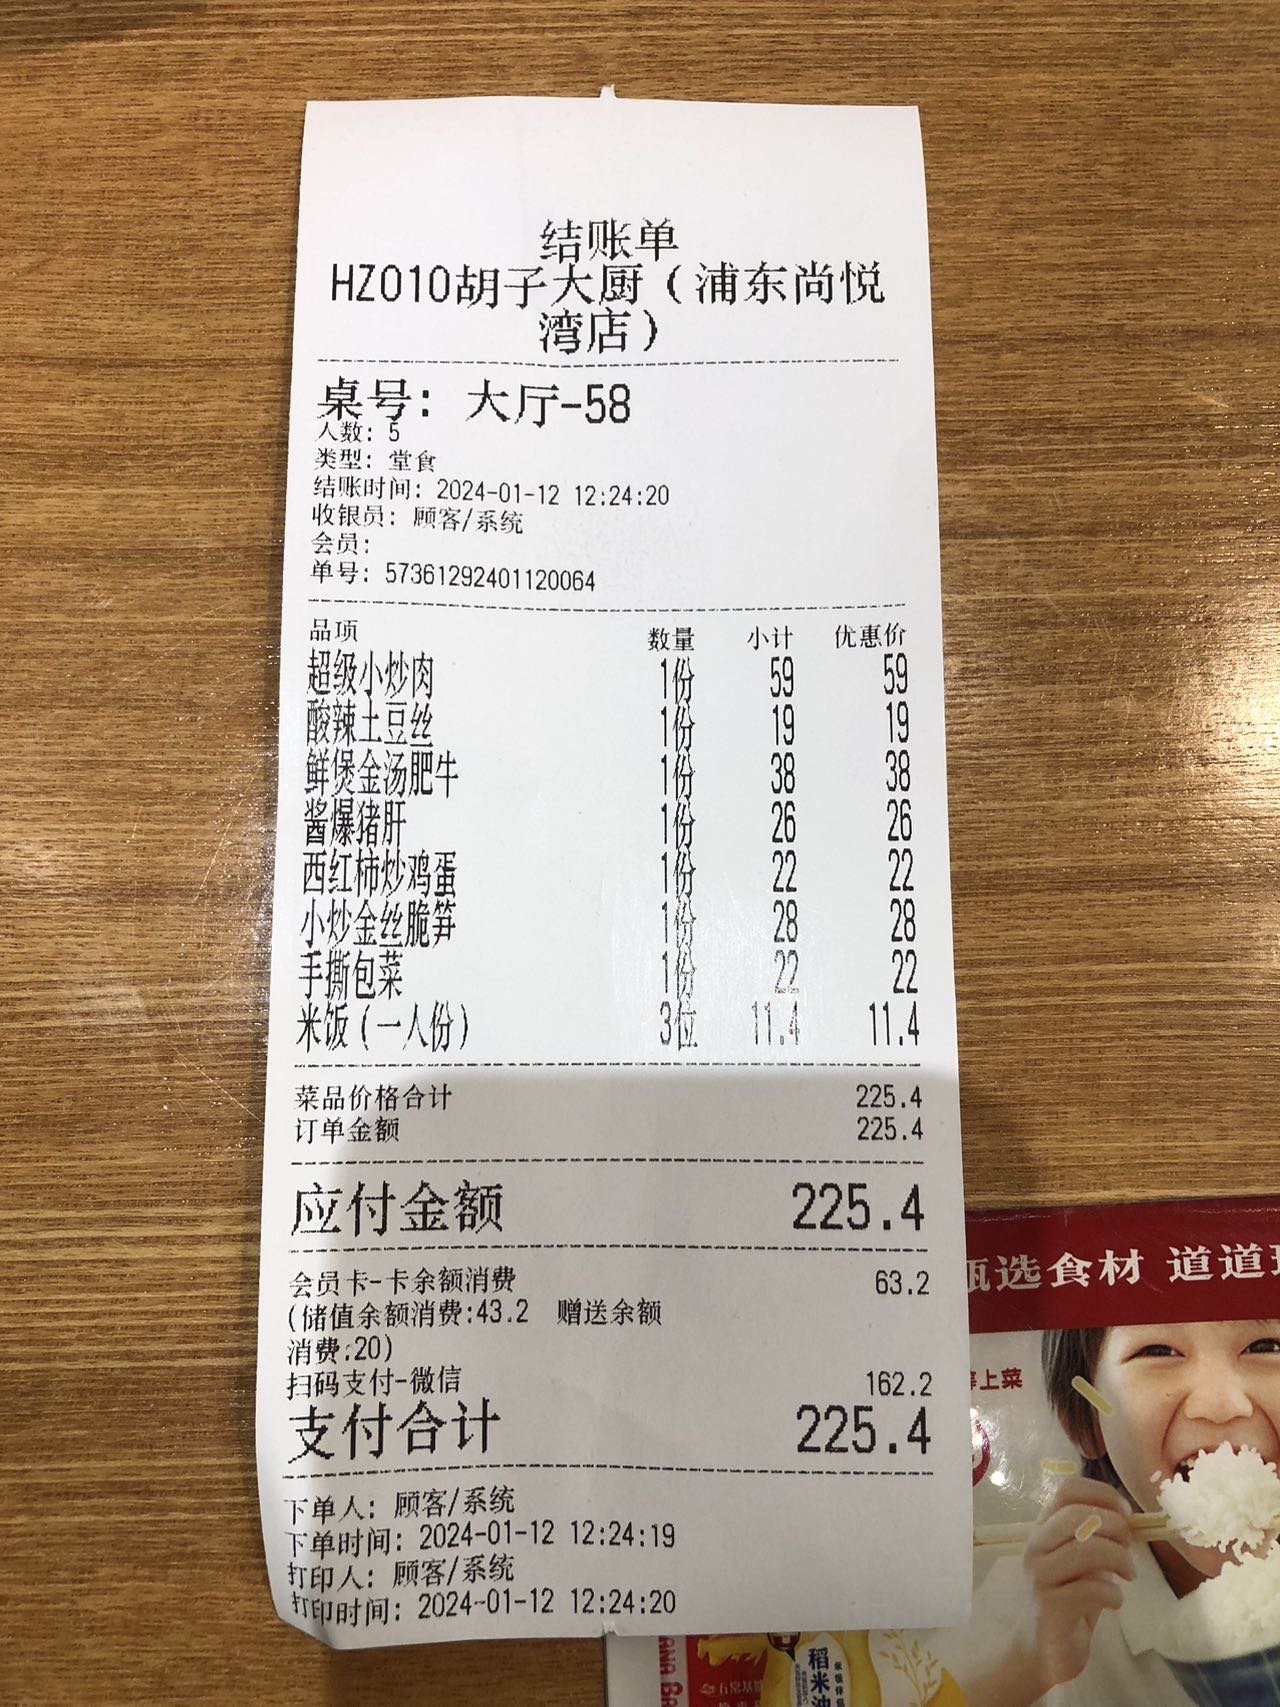 结账单
HZ010胡子大厨（浦东尚悦
湾店）
桌号：大厅-58
人数：5
类型：堂食
结账时间：2024-01-12 12:24:20
收银员：顾客/系统
会员：
单号：57361292401120064
品项 数量 小计 优惠价
超级小炒肉 1份 59 59
酸辣土豆丝 1份 19 19
鲜煲金汤肥牛 1份 38 38
酱爆猪肝 1份 26 26
西红柿炒鸡蛋 1份 22 22
小炒金丝脆笋 1份 28 28
手撕包菜 1份 22 22
米饭（一人份） 3位 11.4 11.4
菜品价格合计 225.4
订单金额 225.4
应付金额 225.4
会员卡-卡余额消费 63.2
(储值余额消费:43.2 赠送余额
消费:20)
扫码支付-微信 162.2
支付合计 225.4
下单人：顾客/系统
下单时间：2024-01-12 12:24:19
打印人：顾客/系统
打印时间：2024-01-12 12:24:20
选食材 道道
上菜
稻米油